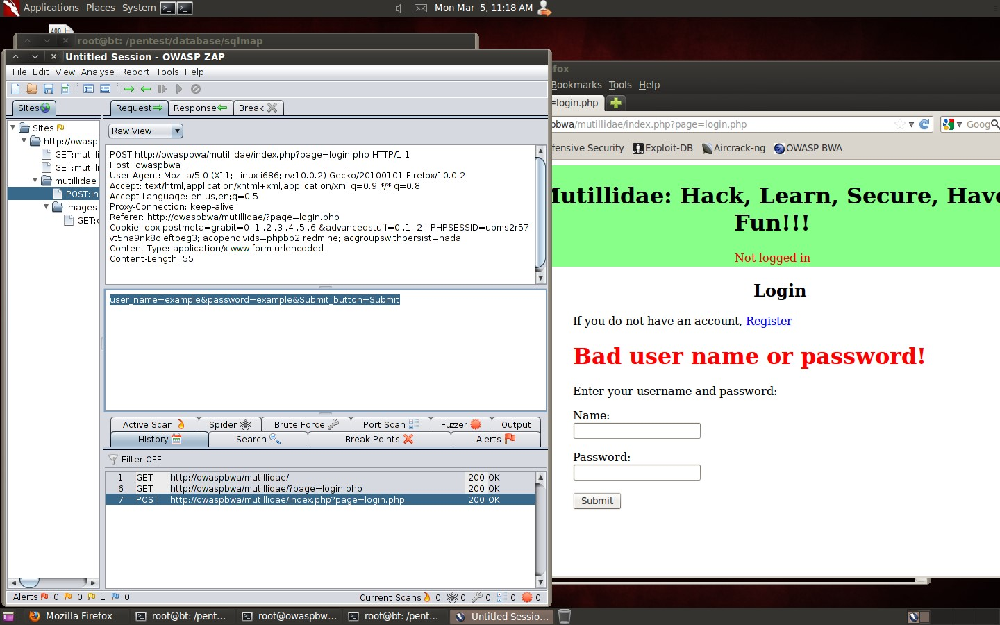 Applications Places System
Mon Mar 5, 11:18 AM
root@bt: /pentest/database/sqlmap
Untitled Session - OWASP ZAP
File Edit View Analyse Report Tools Help
Sites
Request
Response
Break
Raw View
Sites
http://owaspl
GET:mutilli
GET:mutilli
mutillidae
POST:in
images
POST http://owaspbwa/mutillidae/index.php?page=login.php HTTP/1.1
Host: owaspbwa
User-Agent: Mozilla/5.0 (X11; Linux i686; rv:10.0.2) Gecko/20100101 Firefox/10.0.2
Accept: text/html,application/xhtml+xml,application/xml;q=0.9,*/*;q=0.8
Accept-Language: en-us,en;q=0.5
Proxy-Connection: keep-alive
Referer: http://owaspbwa/mutillidae/?page=login.php
Cookie: dbx-postmeta=grabit=0-,1-,2-,3-,4-,5-,6-&advancedstuff=0-,1-,2-; PHPSESSID=ubms2r57
vt5ha9nk8oleftoeg3; acopendivids=phpbb2,redmine; acgroupswithpersist=nada
Content-Type: application/x-www-form-urlencoded
Content-Length: 55
user_name=example&password=example&Submit_button=Submit
Active Scan Spider Brute Force Port Scan Fuzzer Output
History Search Break Points Alerts
Filter:OFF
1 GET http://owaspbwa/mutillidae/ 200 OK
6 GET http://owaspbwa/mutillidae/?page=login.php 200 OK
7 POST http://owaspbwa/mutillidae/index.php?page=login.php 200 OK
Alerts 0 0 1 0 Current Scans 0 0 0 0 0
fox
Bookmarks Tools Help
=login.php
bwa/mutillidae/index.php?page=login.php
Goog
fensive Security Exploit-DB Aircrack-ng OWASP BWA
Mutillidae: Hack, Learn, Secure, Have
Fun!!!
Not logged in
Login
If you do not have an account, Register
Bad user name or password!
Enter your username and password:
Name:
Password:
Submit
Mozilla Firefox
root@bt: /pent...
root@owaspbw...
root@bt: /pent...
Untitled Sessio...